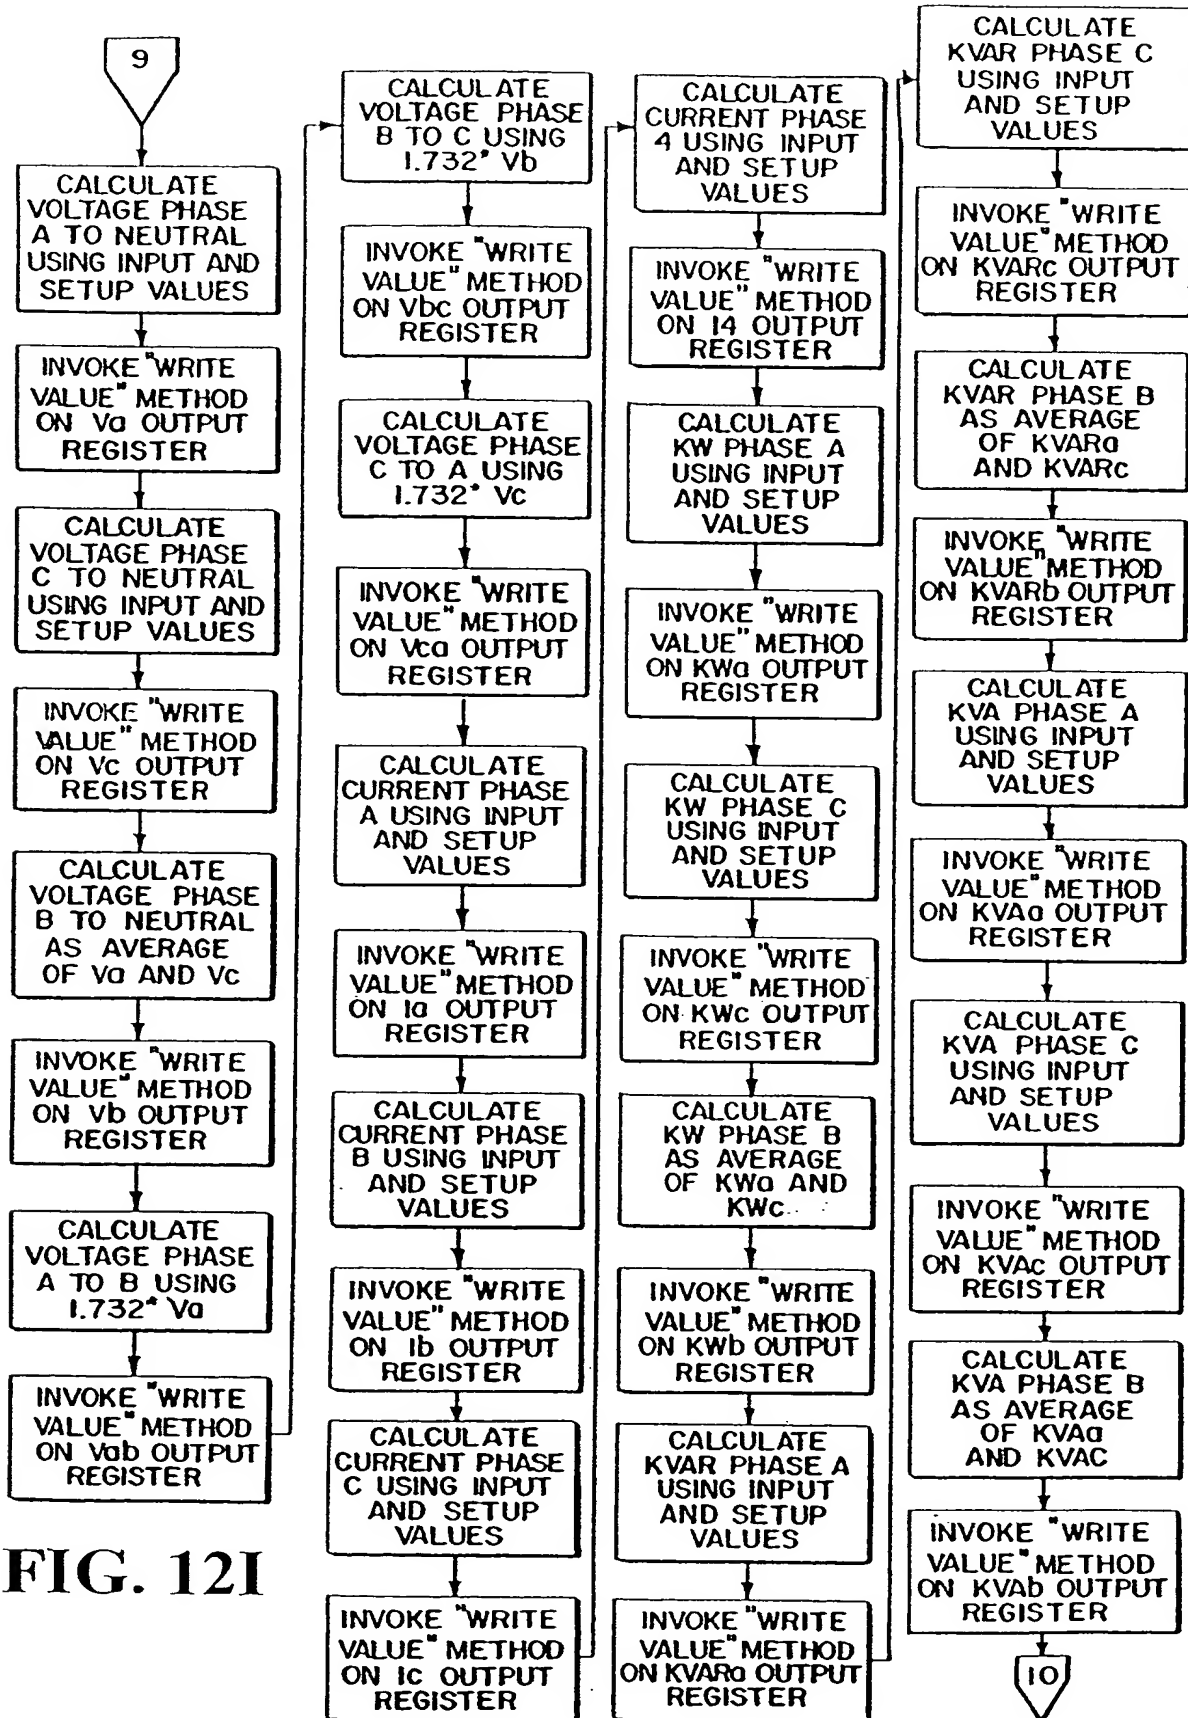 9
CALCULATE
VOLTAGE PHASE
A TO NEUTRAL
USING INPUT AND
SETUP VALUES
INVOKE "WRITE
VALUE" METHOD
ON Va OUTPUT
REGISTER
CALCULATE
VOLTAGE PHASE
C TO NEUTRAL
USING INPUT AND
SETUP VALUES
INVOKE "WRITE
VALUE" METHOD
ON Vc OUTPUT
REGISTER
CALCULATE
VOLTAGE PHASE
B TO NEUTRAL
AS AVERAGE
OF Va AND Vc
INVOKE "WRITE
VALUE" METHOD
ON Vb OUTPUT
REGISTER
CALCULATE
VOLTAGE PHASE
A TO B USING
1.732* Va
INVOKE "WRITE
VALUE" METHOD
ON Vab OUTPUT
REGISTER
CALCULATE
VOLTAGE PHASE
B TO C USING
1.732* Vb
INVOKE "WRITE
VALUE" METHOD
ON Vbc OUTPUT
REGISTER
CALCULATE
VOLTAGE PHASE
C TO A USING
1.732* Vc
INVOKE "WRITE
VALUE" METHOD
ON Vca OUTPUT
REGISTER
CALCULATE
CURRENT PHASE
A USING INPUT
AND SETUP
VALUES
INVOKE "WRITE
VALUE" METHOD
ON Ia OUTPUT
REGISTER
CALCULATE
CURRENT PHASE
B USING INPUT
AND SETUP
VALUES
INVOKE "WRITE
VALUE" METHOD
ON Ib OUTPUT
REGISTER
CALCULATE
CURRENT PHASE
C USING INPUT
AND SETUP
VALUES
INVOKE "WRITE
VALUE" METHOD
ON Ic OUTPUT
REGISTER
CALCULATE
CURRENT PHASE
4 USING INPUT
AND SETUP
VALUES
INVOKE "WRITE
VALUE" METHOD
ON I4 OUTPUT
REGISTER
CALCULATE
KW PHASE A
USING INPUT
AND SETUP
VALUES
INVOKE "WRITE
VALUE" METHOD
ON KWa OUTPUT
REGISTER
CALCULATE
KW PHASE C
USING INPUT
AND SETUP
VALUES
INVOKE "WRITE
VALUE" METHOD
ON KWc OUTPUT
REGISTER
CALCULATE
KW PHASE B
AS AVERAGE
OF KWa AND
KWc
INVOKE "WRITE
VALUE" METHOD
ON KWb OUTPUT
REGISTER
CALCULATE
KVAR PHASE A
USING INPUT
AND SETUP
VALUES
INVOKE "WRITE
VALUE" METHOD
ON KVARa OUTPUT
REGISTER
CALCULATE
KVAR PHASE C
USING INPUT
AND SETUP
VALUES
INVOKE "WRITE
VALUE" METHOD
ON KVARc OUTPUT
REGISTER
CALCULATE
KVAR PHASE B
AS AVERAGE
OF KVARa
AND KVARc
INVOKE "WRITE
VALUE" METHOD
ON KVARb OUTPUT
REGISTER
CALCULATE
KVA PHASE A
USING INPUT
AND SETUP
VALUES
INVOKE "WRITE
VALUE" METHOD
ON KVAa OUTPUT
REGISTER
CALCULATE
KVA PHASE C
USING INPUT
AND SETUP
VALUES
INVOKE "WRITE
VALUE" METHOD
ON KVAc OUTPUT
REGISTER
CALCULATE
KVA PHASE B
AS AVERAGE
OF KVAa
AND KVAC
INVOKE "WRITE
VALUE" METHOD
ON KVAb OUTPUT
REGISTER
10
FIG. 12I